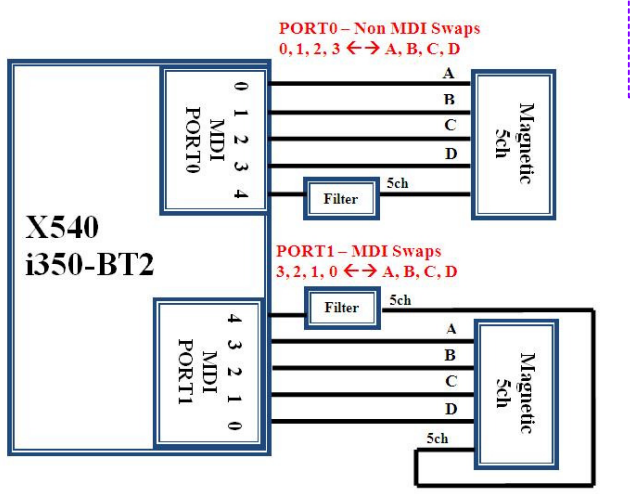 PORT0 – Non MDI Swaps
0, 1, 2, 3 ←→ A, B, C, D
0 1 2 3 4
MDI
PORT0
A
B
C
D
5ch
Filter
Magnetic
5ch
X540
i350-BT2
PORT1 – MDI Swaps
3, 2, 1, 0 ←→ A, B, C, D
Filter
5ch
4 3 2 1 0
MDI
PORT1
A
B
C
D
5ch
Magnetic
5ch